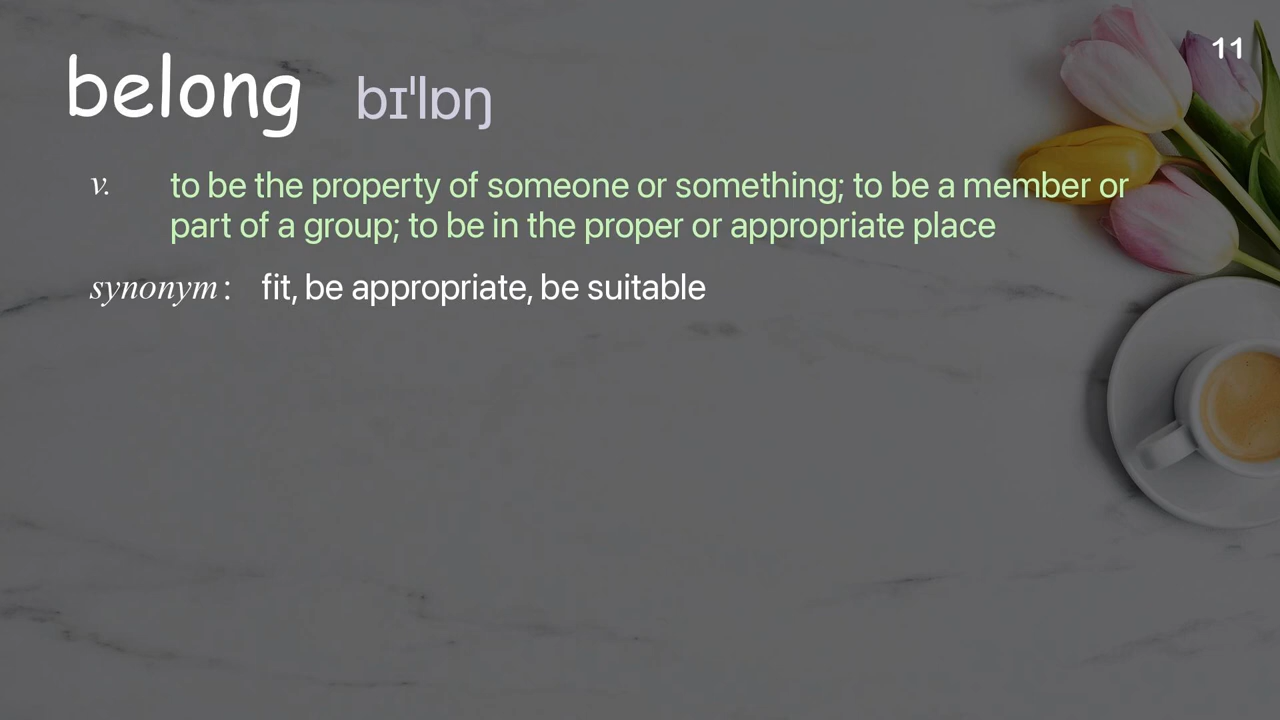 11
belong bɪˈlɒŋ
v. to be the property of someone or something; to be a member or
part of a group; to be in the proper or appropriate place
synonym : fit, be appropriate, be suitable